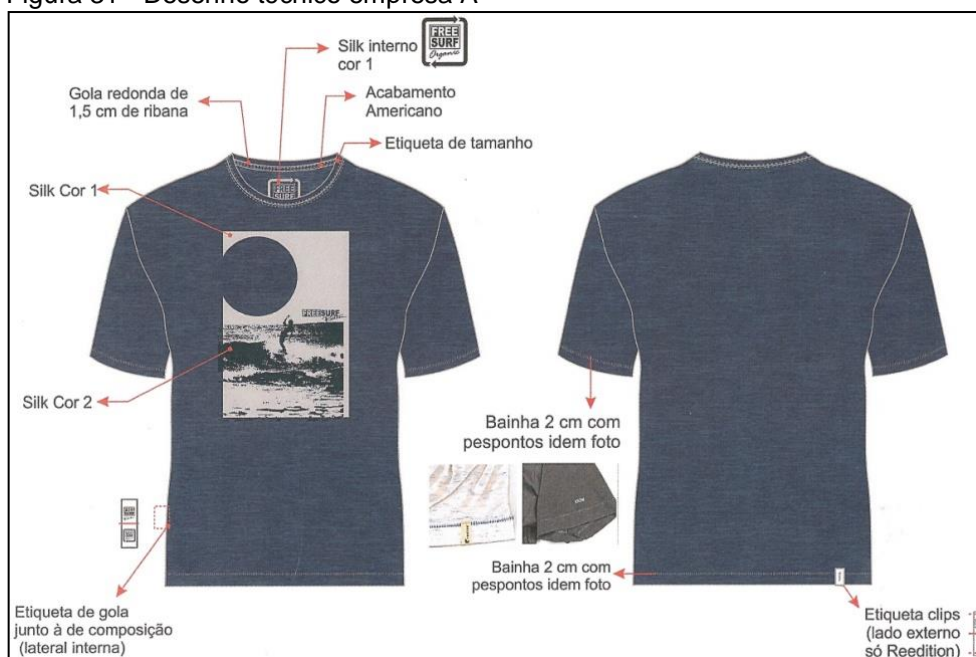 Figura 31 - Desenho técnico empresa A
Silk interno
cor 1
FREE
SURF
Organic
Gola redonda de
1,5 cm de ribana
Acabamento
Americano
Etiqueta de tamanho
FREE
SURF
Silk Cor 1
FREESURF
Silk Cor 2
Bainha 2 cm com
pespontos idem foto
Bainha 2 cm com
pespontos idem foto
Etiqueta de gola
junto à de composição
(lateral interna)
Etiqueta clips
(lado externo
só Reedition)